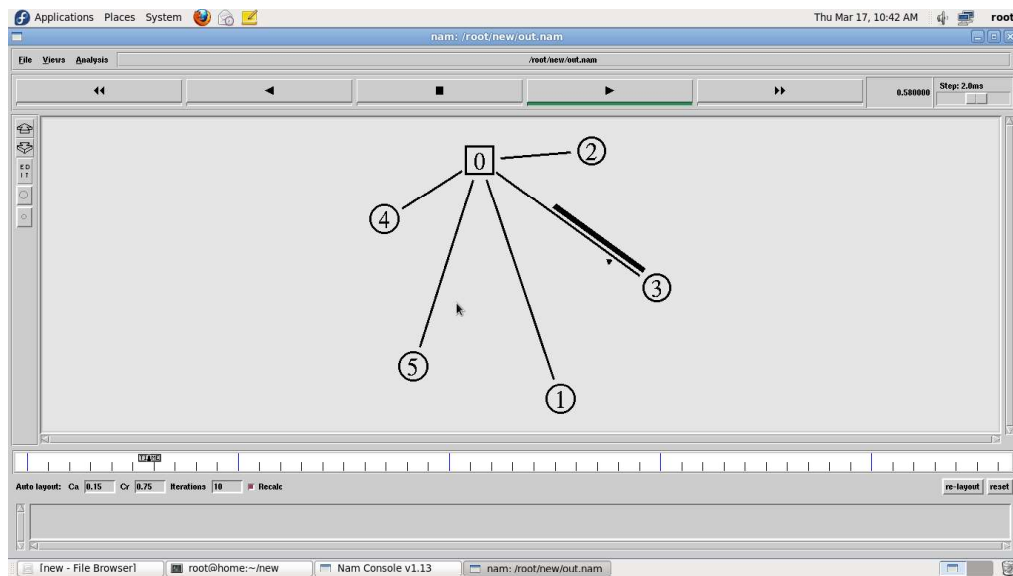 Applications Places System Thu Mar 17, 10:42 AM root
nam: /root/new/out.nam
File Views Analysis /root/new/out.nam
0.580000 Step: 2.0ms
ED
IT
0
2
4
3
5
1
TIME
Auto layout: Ca 0.15 Cr 0.75 Iterations 10 Recalc re-layout reset
[new - File Browser] root@home:~/new Nam Console v1.13 nam: /root/new/out.nam